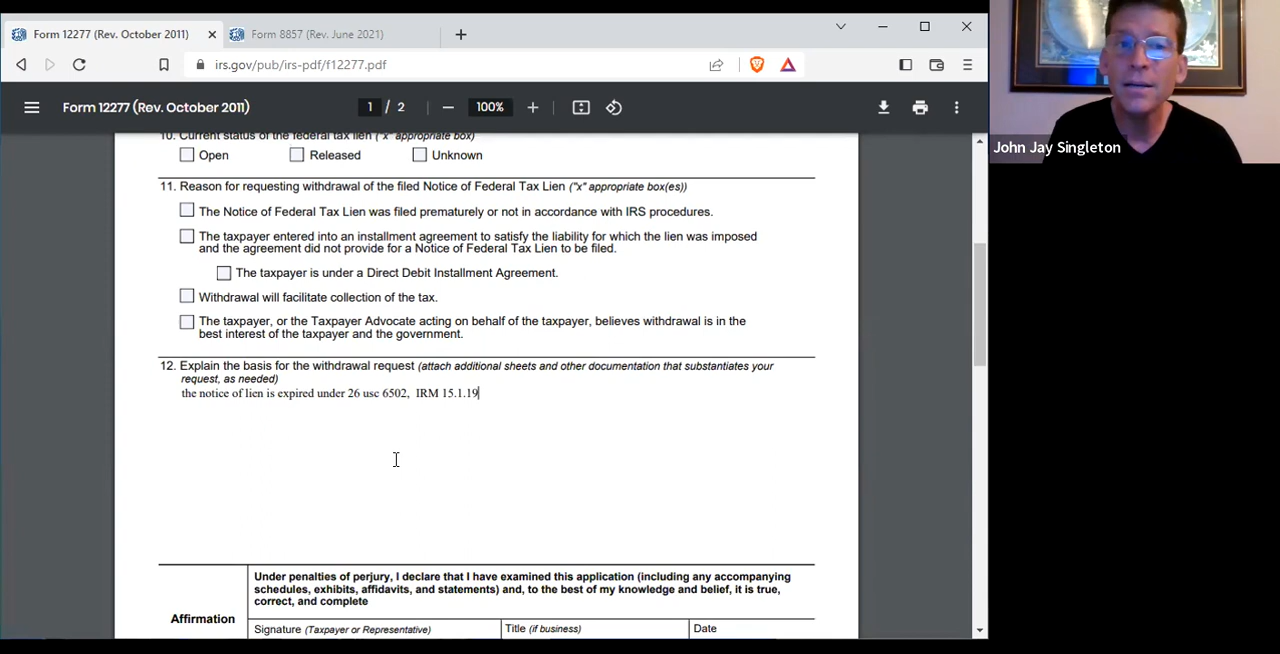 Form 12277 (Rev. October 2011)
Form 8857 (Rev. June 2021)
irs.gov/pub/irs-pdf/f12277.pdf
Form 12277 (Rev. October 2011)
1 / 2
100%
John Jay Singleton
10. Current status of the federal tax lien ("x" appropriate box)
Open Released Unknown
11. Reason for requesting withdrawal of the filed Notice of Federal Tax Lien ("x" appropriate box(es))
The Notice of Federal Tax Lien was filed prematurely or not in accordance with IRS procedures.
The taxpayer entered into an installment agreement to satisfy the liability for which the lien was imposed
and the agreement did not provide for a Notice of Federal Tax Lien to be filed.
The taxpayer is under a Direct Debit Installment Agreement.
Withdrawal will facilitate collection of the tax.
The taxpayer, or the Taxpayer Advocate acting on behalf of the taxpayer, believes withdrawal is in the
best interest of the taxpayer and the government.
12. Explain the basis for the withdrawal request (attach additional sheets and other documentation that substantiates your
request, as needed)
the notice of lien is expired under 26 usc 6502, IRM 15.1.19
Under penalties of perjury, I declare that I have examined this application (including any accompanying
schedules, exhibits, affidavits, and statements) and, to the best of my knowledge and belief, it is true,
correct, and complete
Affirmation
Signature (Taxpayer or Representative)
Title (if business)
Date